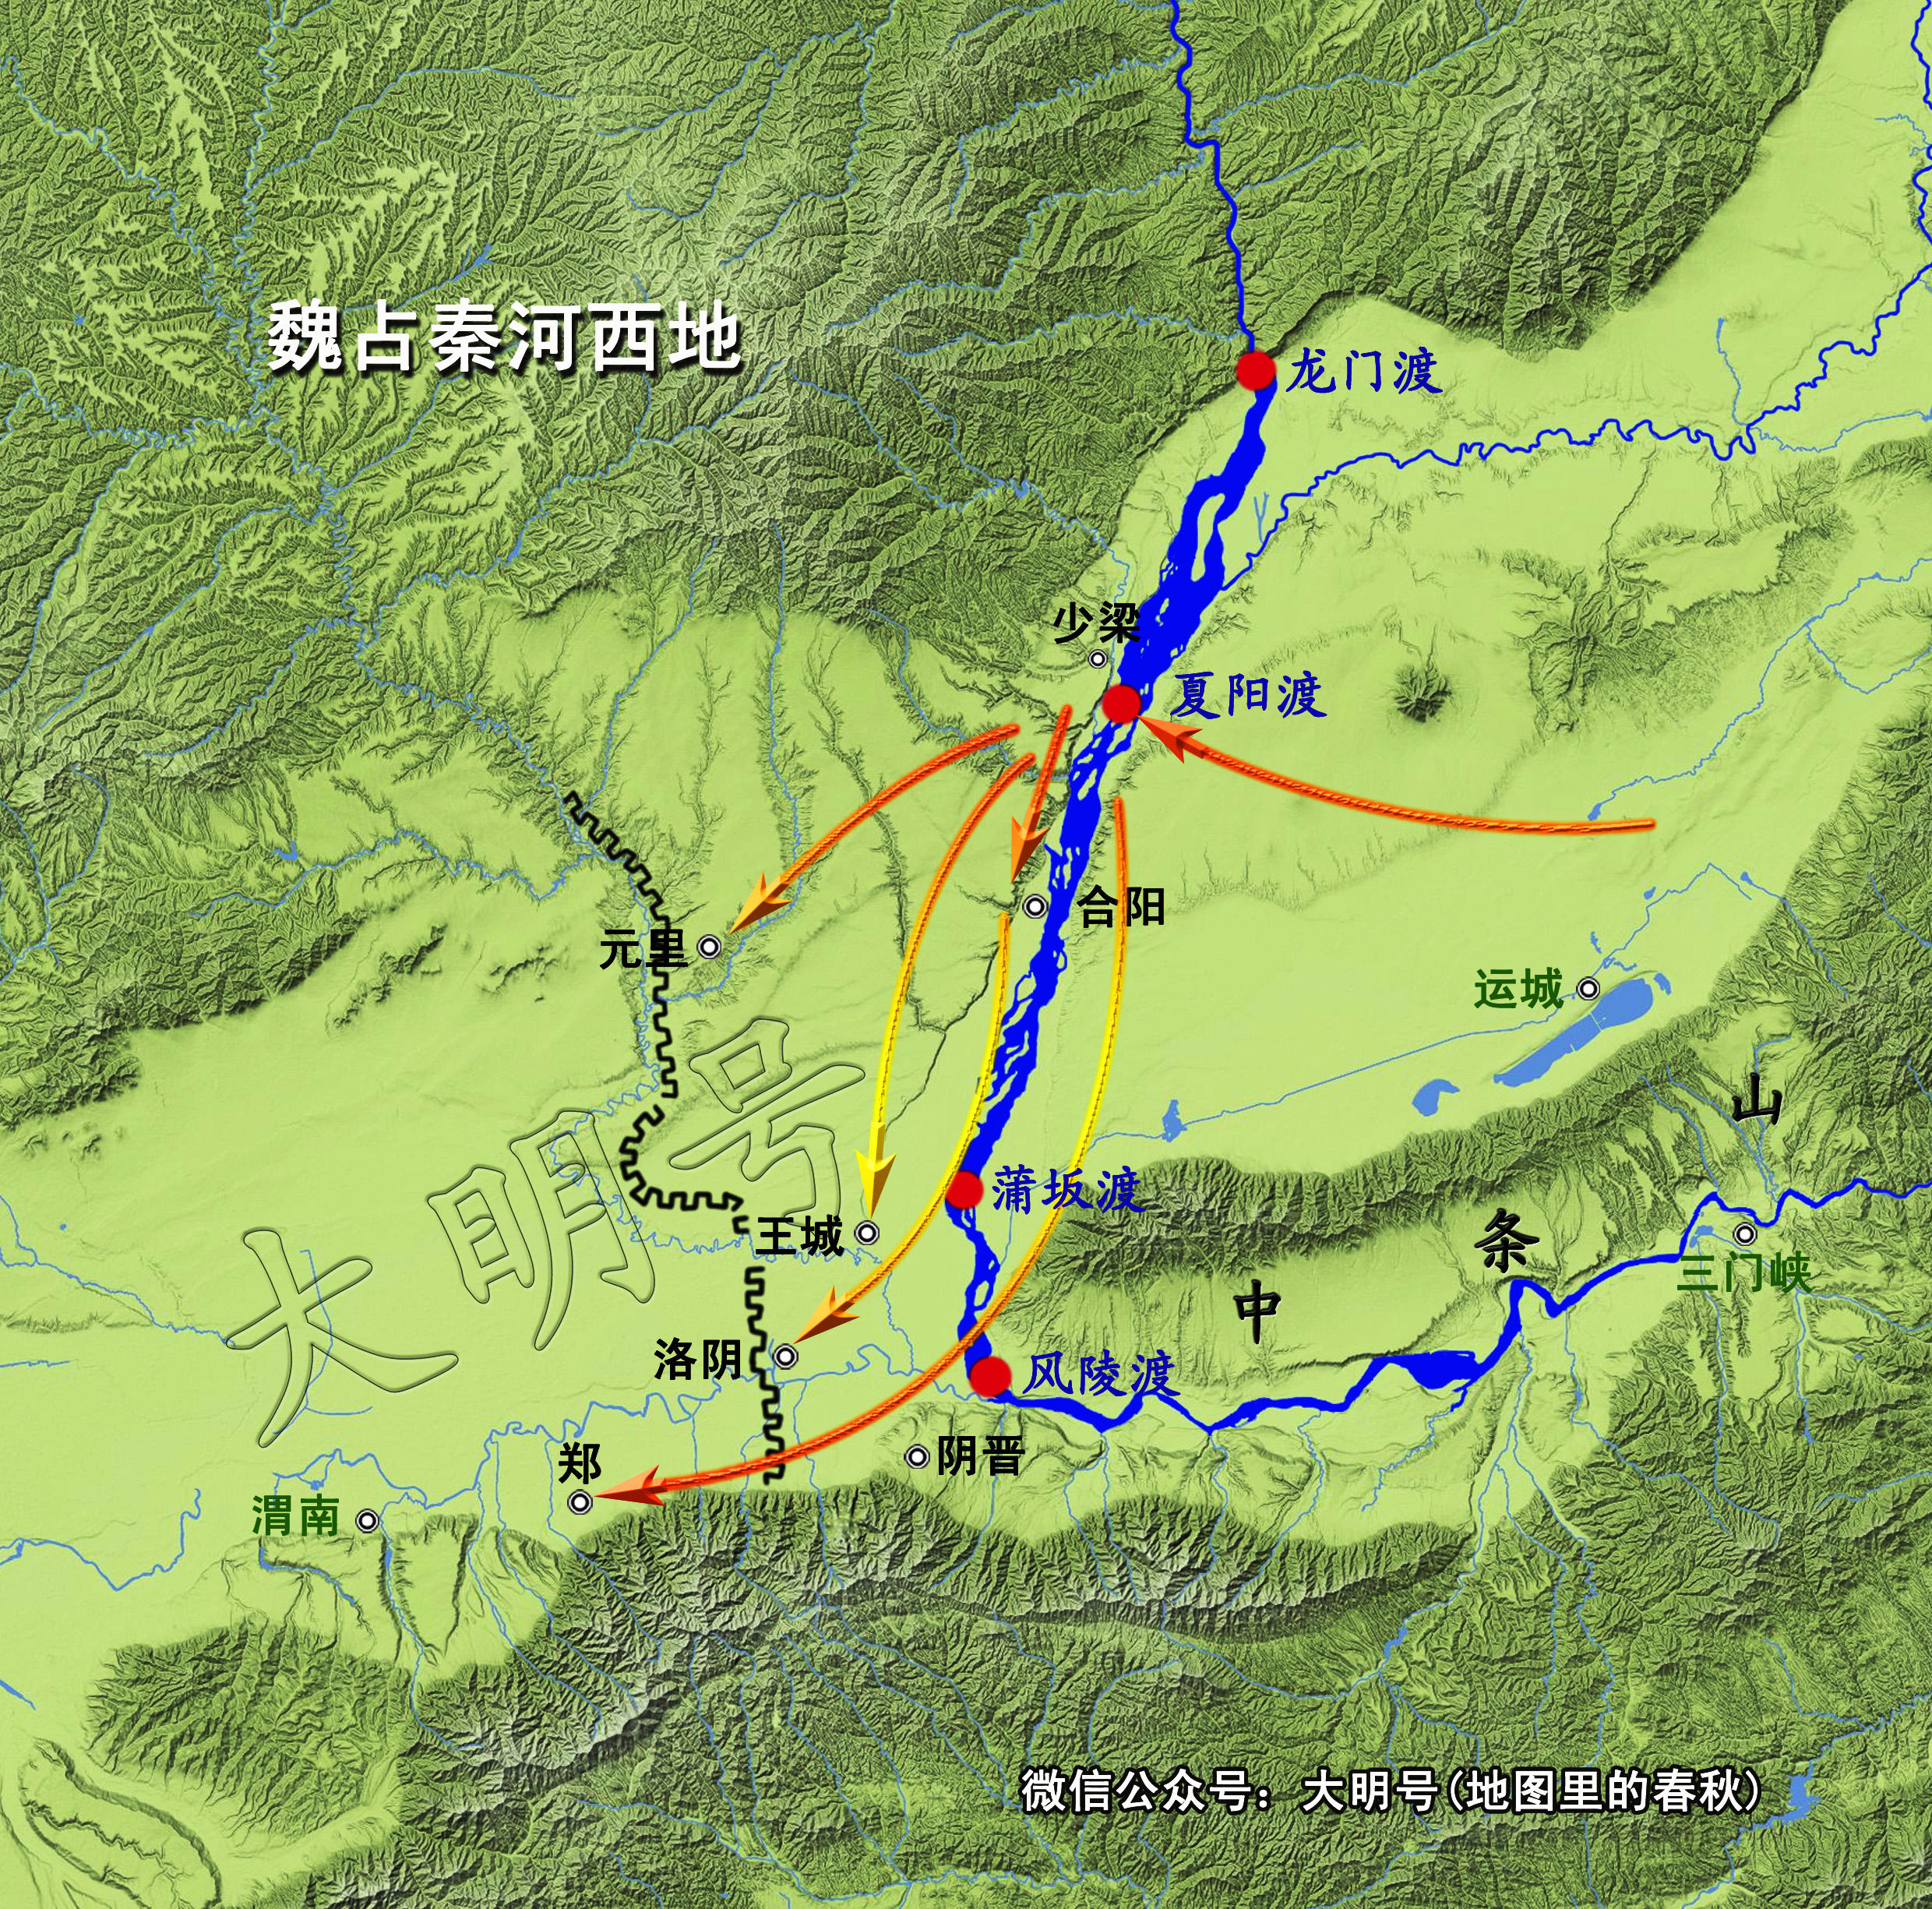 魏占秦河西地
龙门渡
少梁
夏阳渡
合阳
元里
运城
大明号
山
蒲坂渡
王城
条
三门峡
中
洛阴
风陵渡
郑
阴晋
渭南
微信公众号：大明号(地图里的春秋)